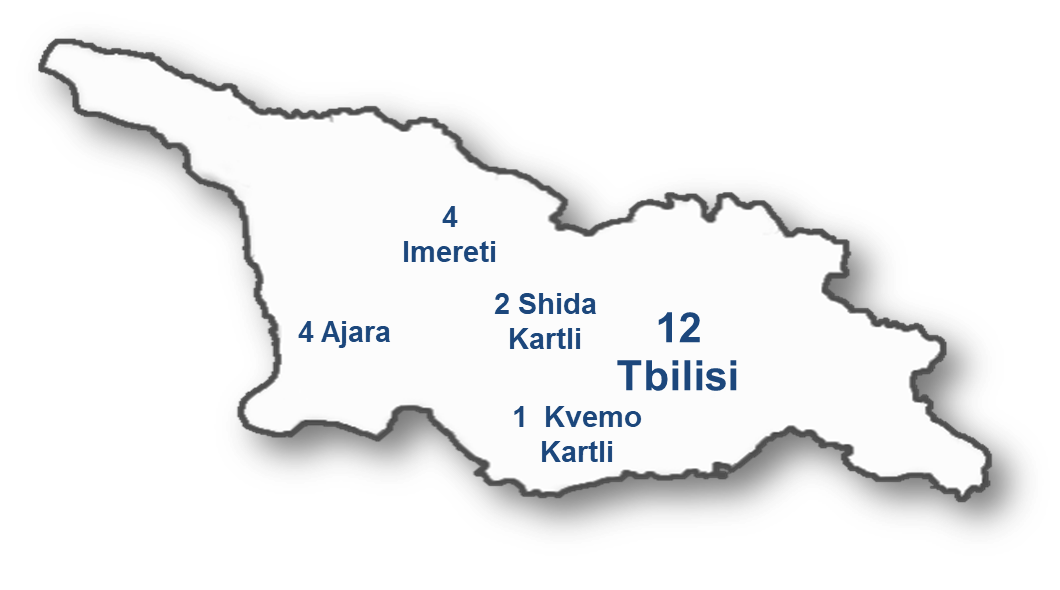 4
Imereti
2 Shida
Kartli
4 Ajara
12
Tbilisi
1 Kvemo
Kartli